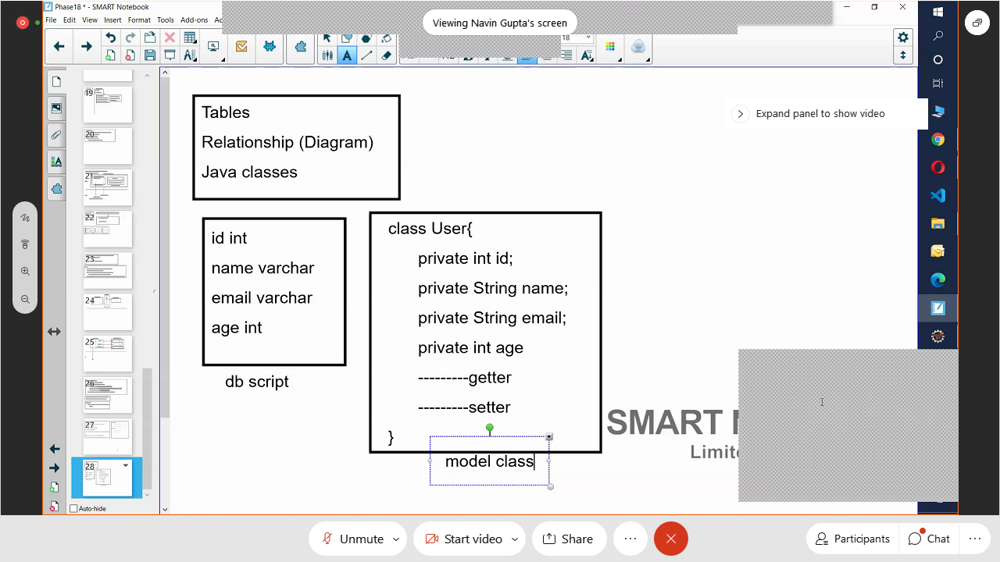 Phase18 * - SMART Notebook
Viewing Navin Gupta's screen
File Edit View Insert Format Tools Add-ons
18
Expand panel to show video
19
20
21
22
23
24
25
26
27
28
Auto-hide
Tables
Relationship (Diagram)
Java classes
id int
name varchar
email varchar
age int
db script
class User{
private int id;
private String name;
private String email;
private int age
---------getter
---------setter
}
model class
SMART
Unmute
Start video
Share
Participants
Chat